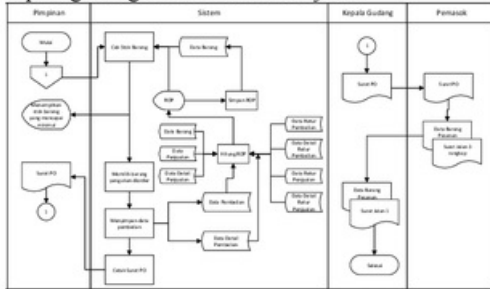 Pimpinan
Sistem
Kepala Gudang
Pemasok
Mulai
1
Cek Stok Barang
Data Barang
ROP
Simpan ROP
Menampilkan
stok barang
yang mencapai
minimal
Data Barang
Data
Penjualan
Data Detail
Penjualan
Hitung ROP
Data Retur
Pembelian
Data Detail
Retur
Pembelian
Data Retur
Penjualan
Data Detail
Retur
Penjualan
Memilih barang
yang akan dibeli
Menyimpan data
pembelian
Data Pembelian
Data Detail
Pembelian
Cetak Surat PO
Surat PO
1
1
Surat PO
Surat PO
Data Barang
Pesanan
Surat Jalan
Data Barang
Pesanan
Surat Jalan
Selesai